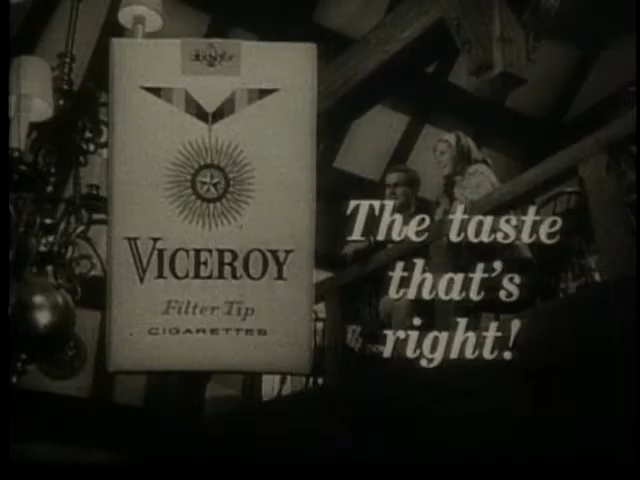 VICEROY
Filter Tip
CIGARETTES
The taste
that's
right!